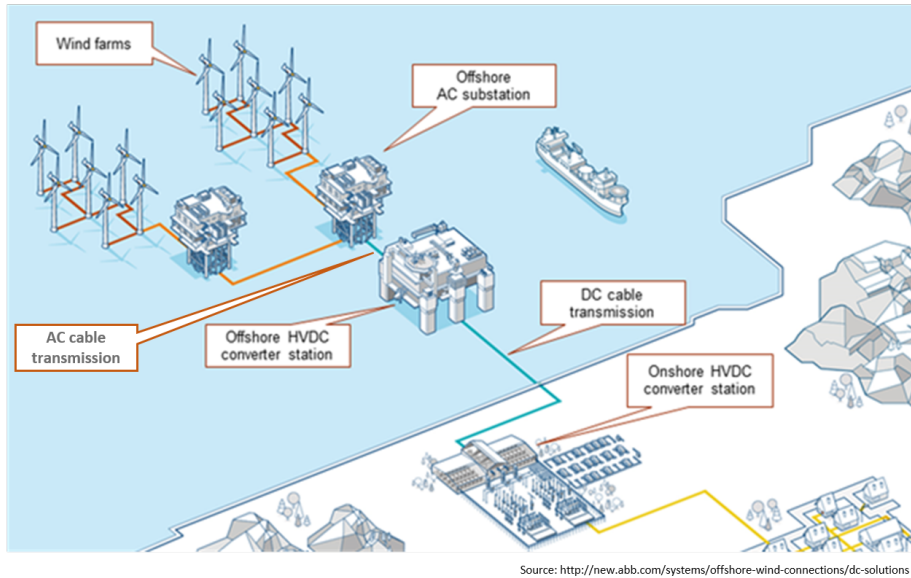 Wind farms
Offshore
AC substation
DC cable
transmission
AC cable
transmission
Offshore HVDC
converter station
Onshore HVDC
converter station
Source: http://new.abb.com/systems/offshore-wind-connections/dc-solutions